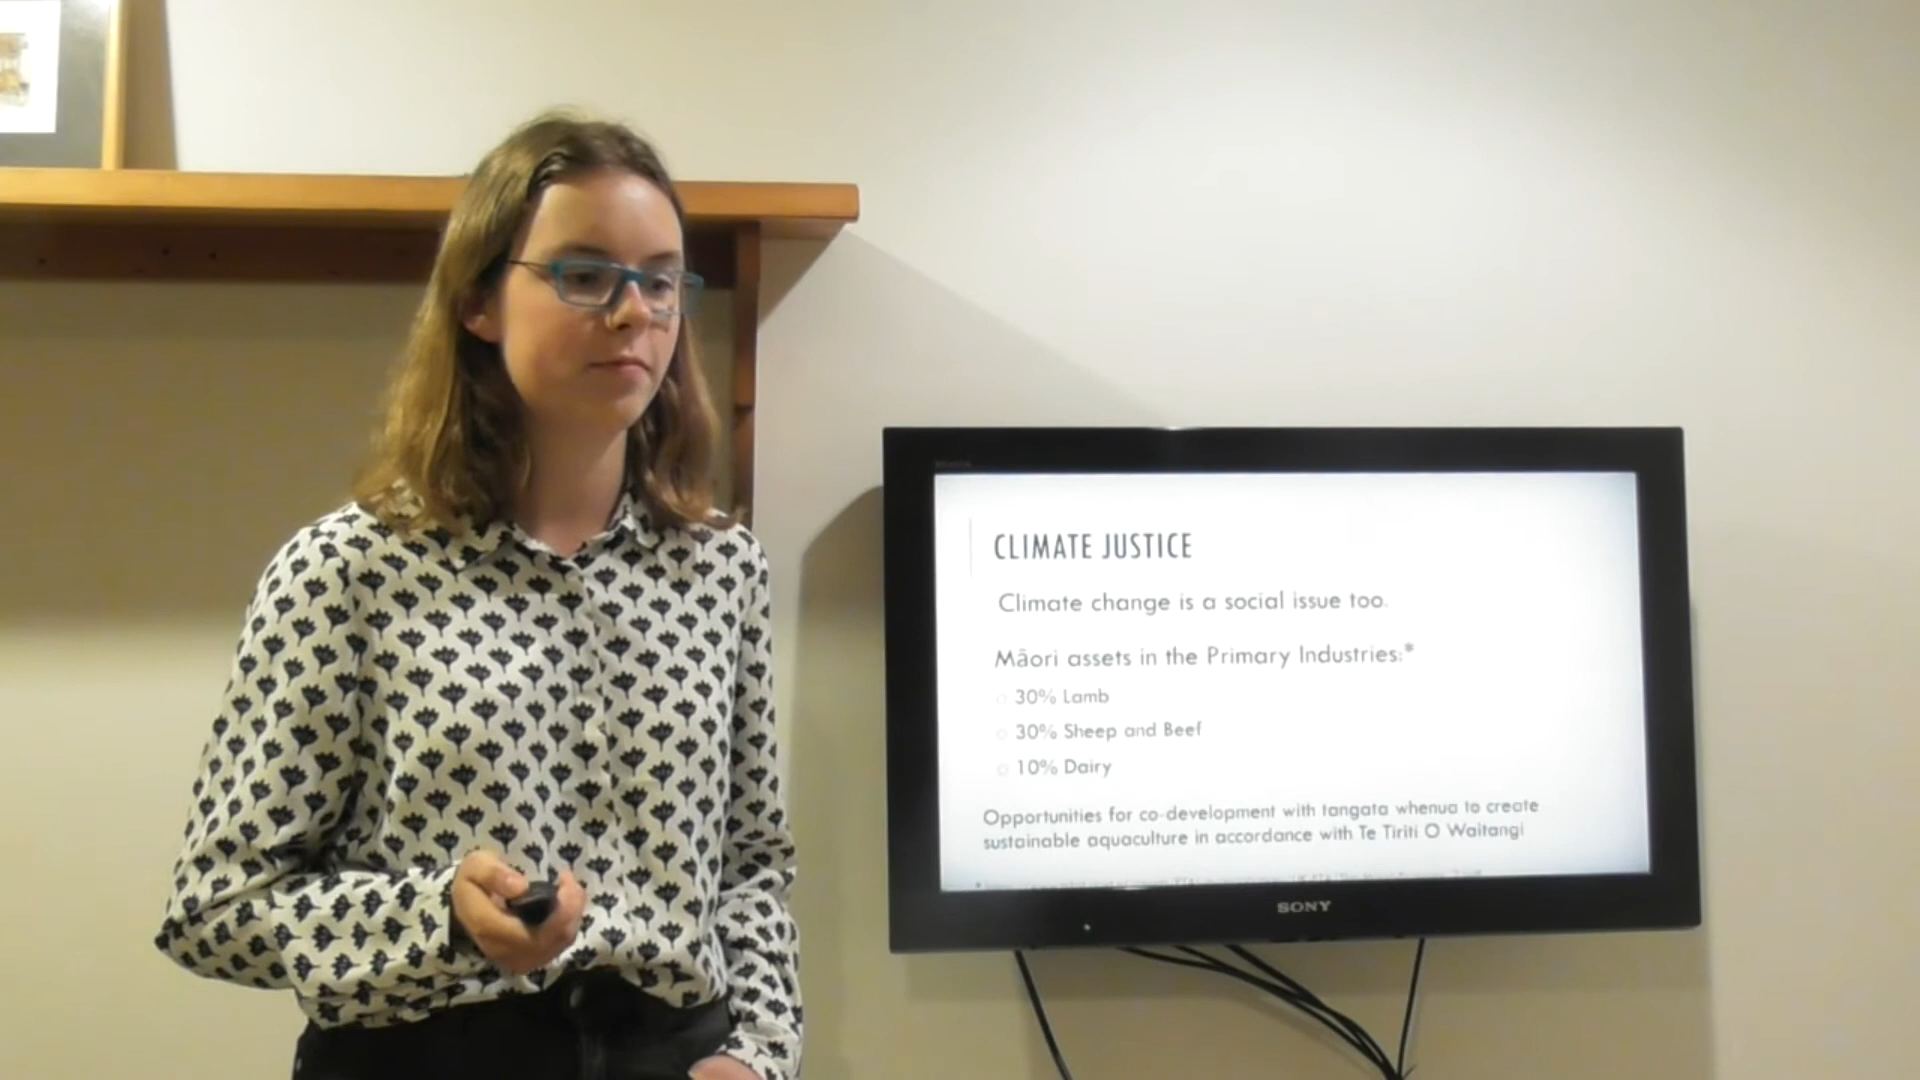 CLIMATE JUSTICE
Climate change is a social issue too.
Māori assets in the Primary Industries:*
30% Lamb
30% Sheep and Beef
10% Dairy
Opportunities for co-development with tangata whenua to create
sustainable aquaculture in accordance with Te Tiriti O Waitangi
SONY